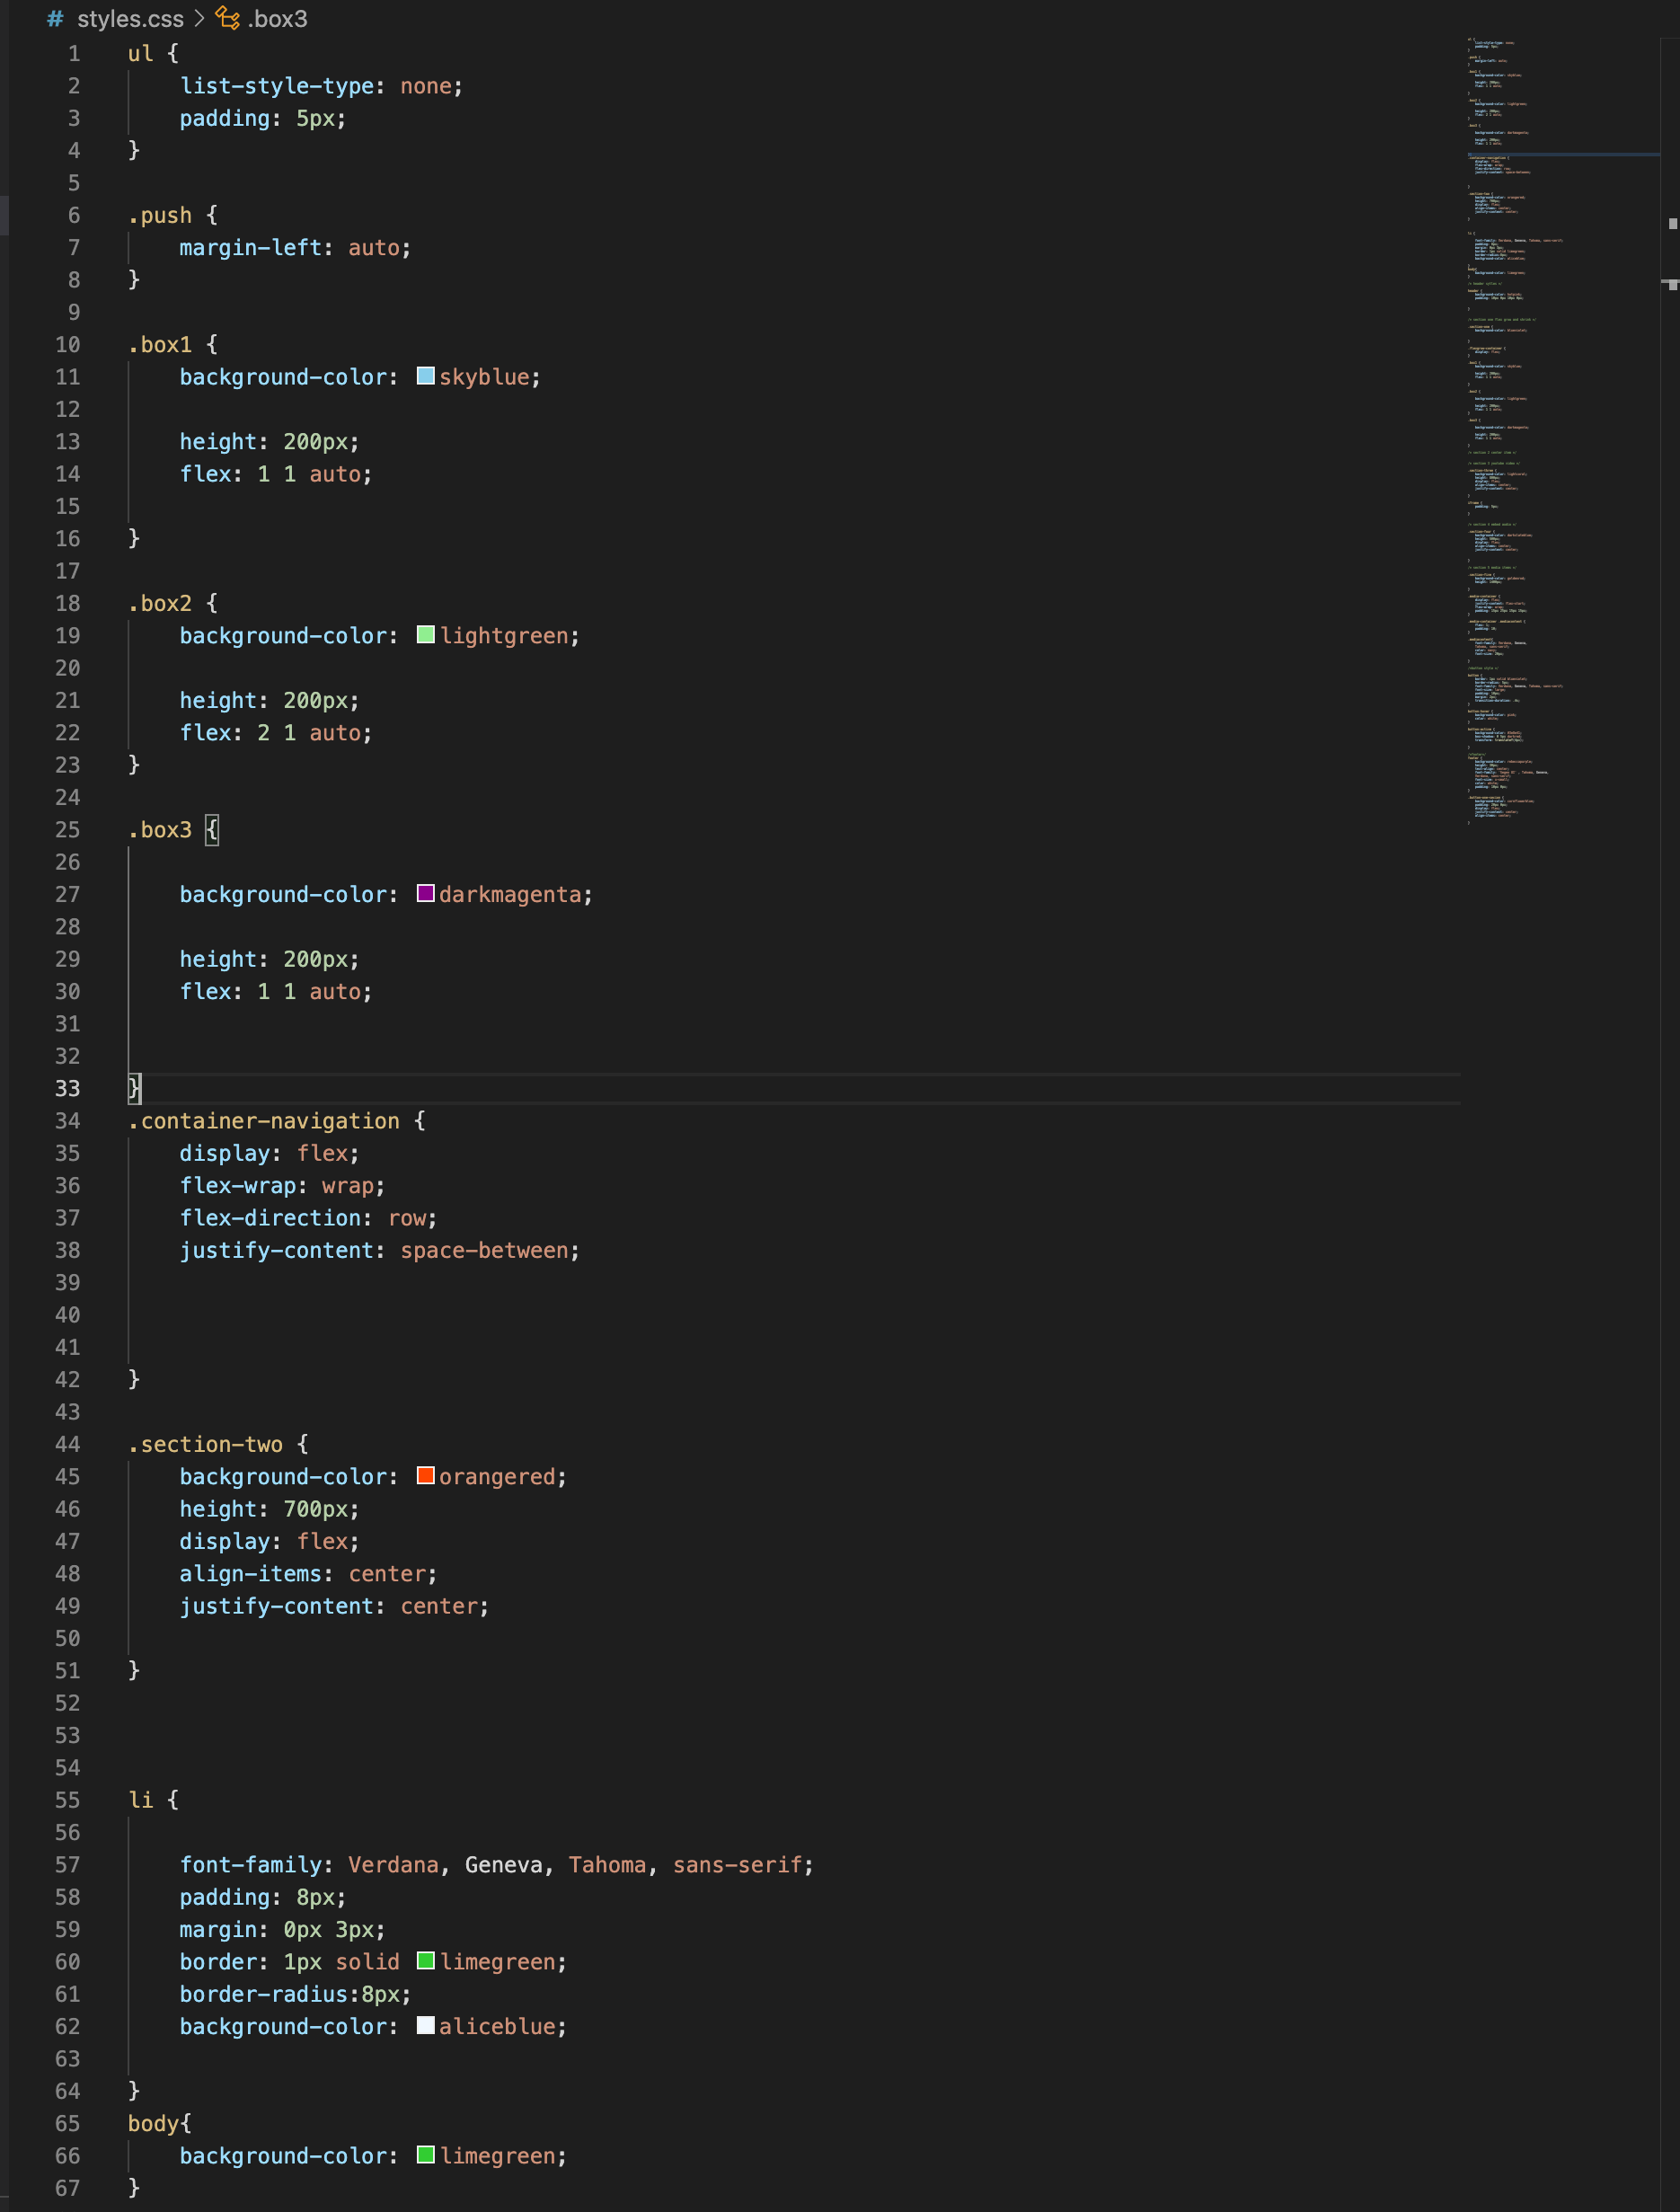 # styles.css > .box3
1 ul {
2 list-style-type: none;
3 padding: 5px;
4 }
5
6 .push {
7 margin-left: auto;
8 }
9
10 .box1 {
11 background-color: skyblue;
12
13 height: 200px;
14 flex: 1 1 auto;
15
16 }
17
18 .box2 {
19 background-color: lightgreen;
20
21 height: 200px;
22 flex: 2 1 auto;
23 }
24
25 .box3 {
26
27 background-color: darkmagenta;
28
29 height: 200px;
30 flex: 1 1 auto;
31
32
33 }
34 .container-navigation {
35 display: flex;
36 flex-wrap: wrap;
37 flex-direction: row;
38 justify-content: space-between;
39
40
41
42 }
43
44 .section-two {
45 background-color: orangered;
46 height: 700px;
47 display: flex;
48 align-items: center;
49 justify-content: center;
50
51 }
52
53
54
55 li {
56
57 font-family: Verdana, Geneva, Tahoma, sans-serif;
58 padding: 8px;
59 margin: 0px 3px;
60 border: 1px solid limegreen;
61 border-radius:8px;
62 background-color: aliceblue;
63
64 }
65 body{
66 background-color: limegreen;
67 }